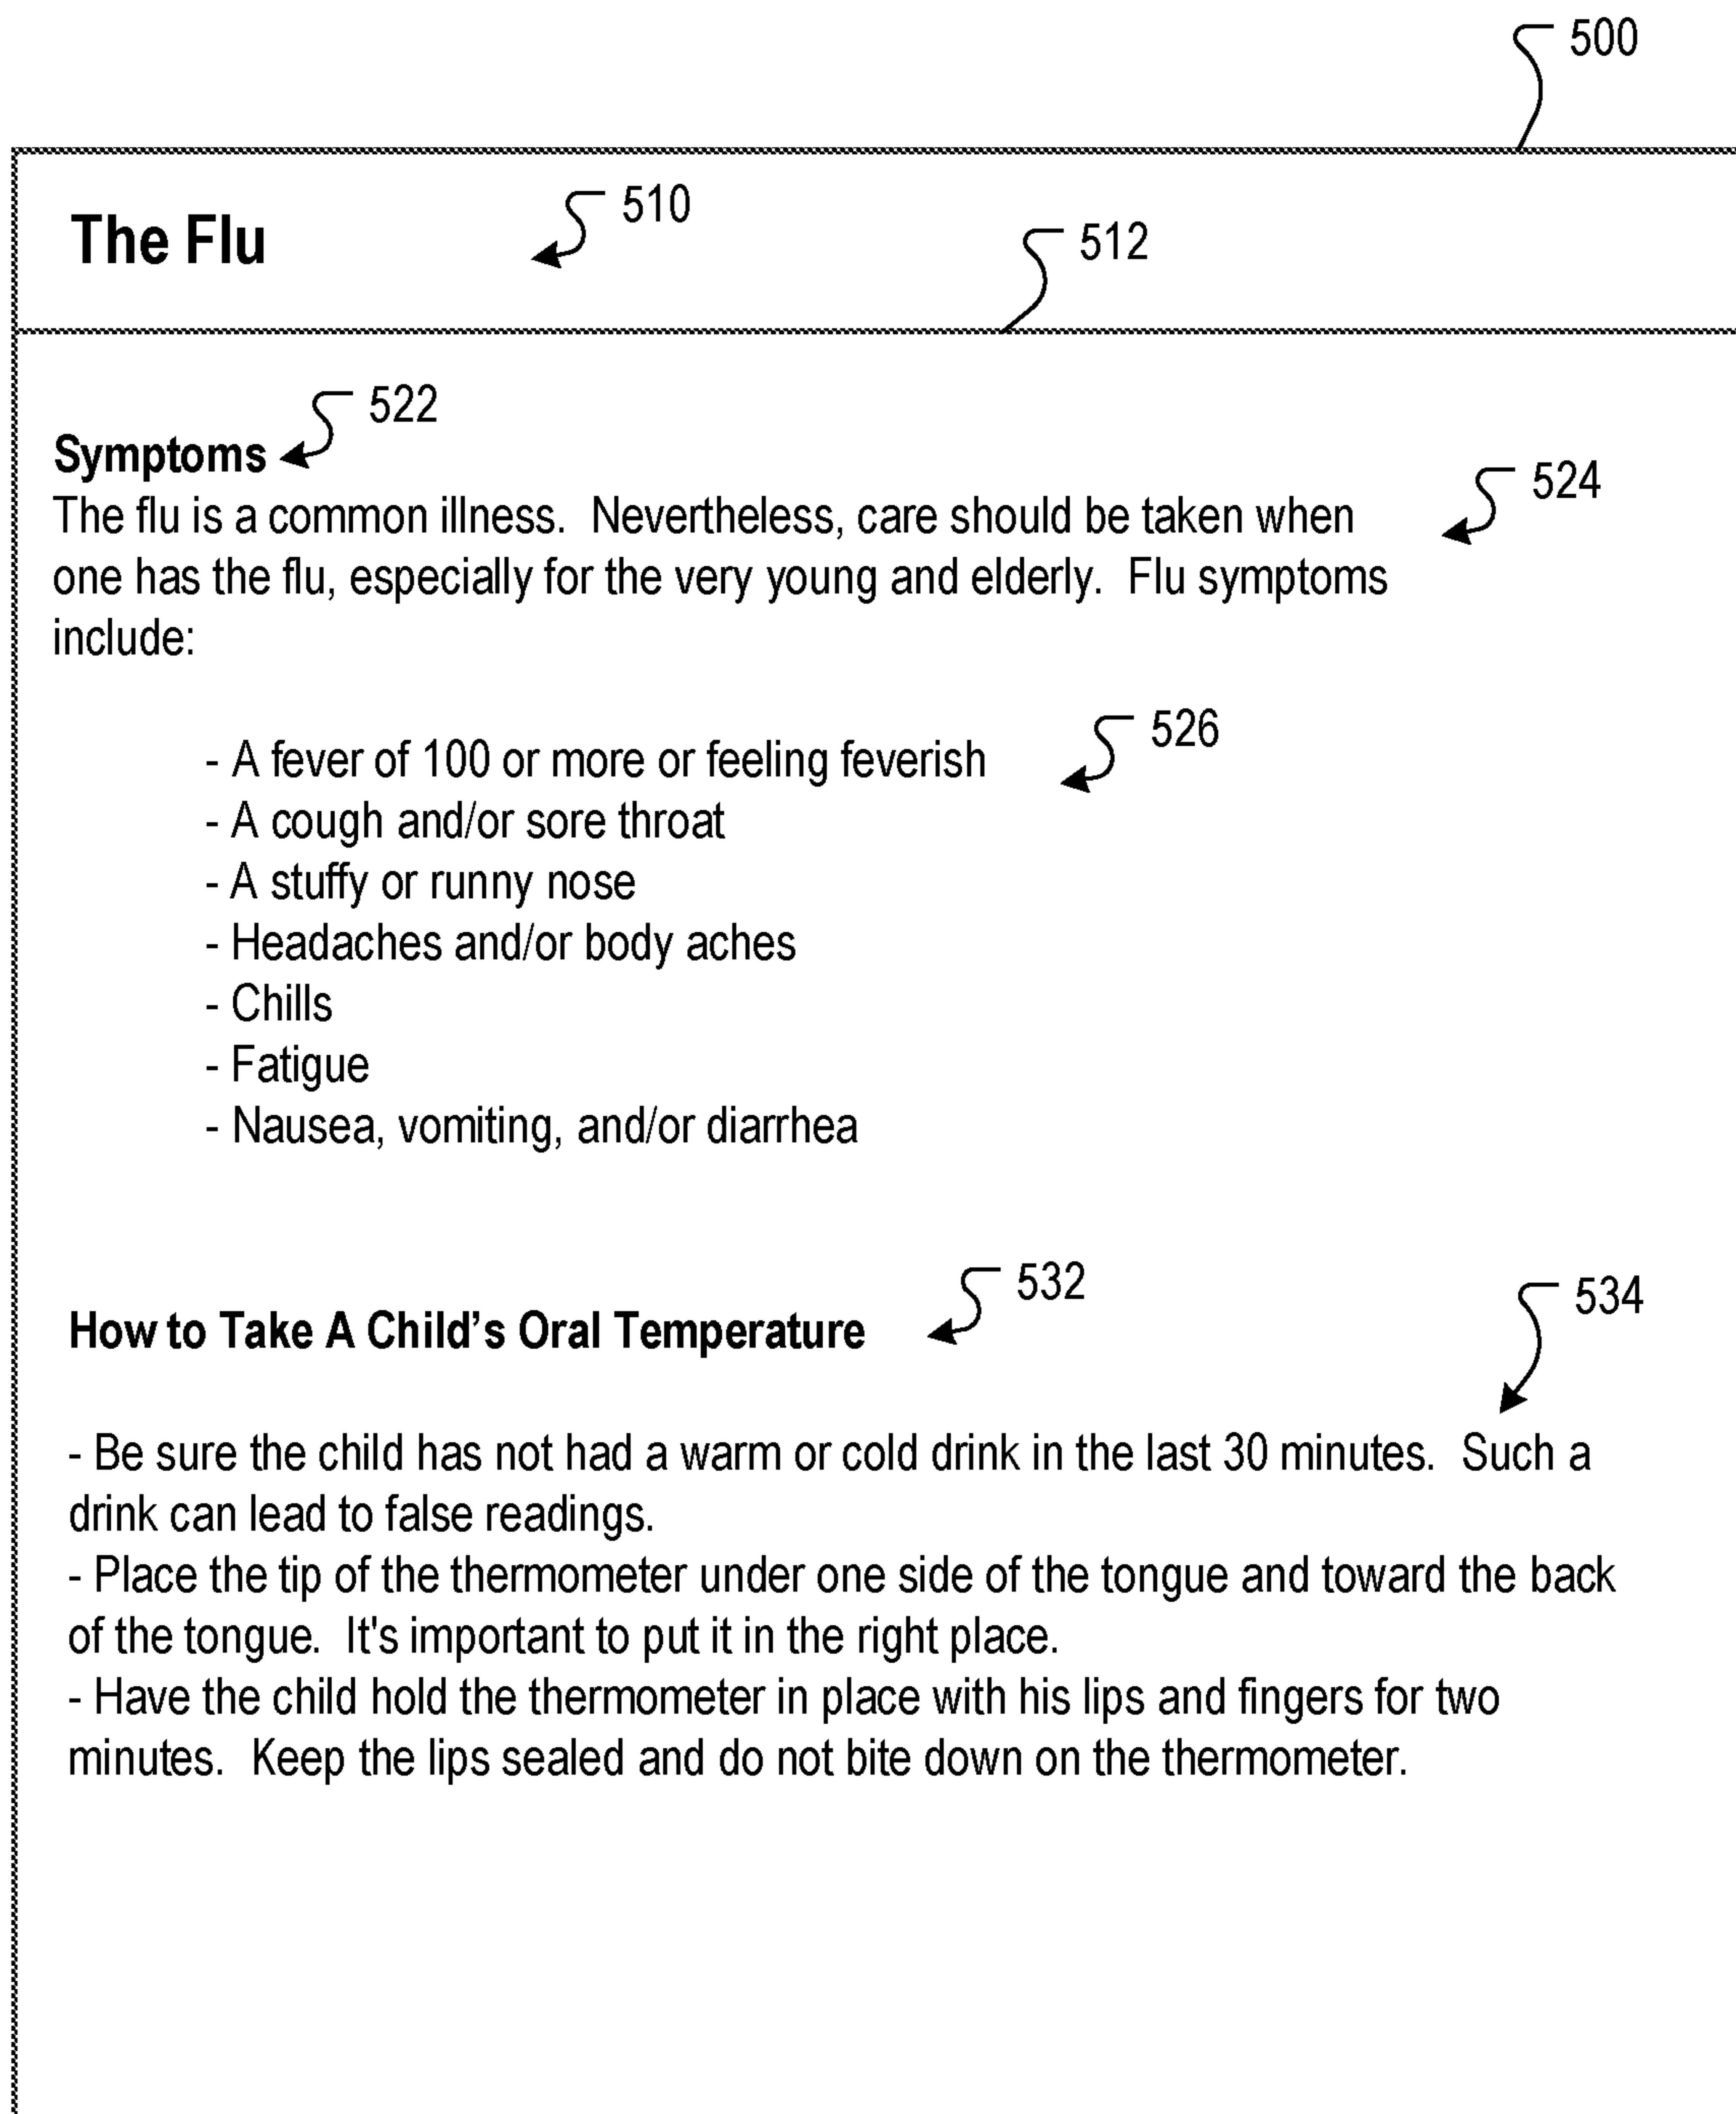 500
The Flu
510
512
522
Symptoms
524
The flu is a common illness.  Nevertheless, care should be taken when
one has the flu, especially for the very young and elderly.  Flu symptoms
include:
526
- A fever of 100 or more or feeling feverish
- A cough and/or sore throat
- A stuffy or runny nose
- Headaches and/or body aches
- Chills
- Fatigue
- Nausea, vomiting, and/or diarrhea
532
534
How to Take A Child's Oral Temperature
- Be sure the child has not had a warm or cold drink in the last 30 minutes.  Such a
drink can lead to false readings.
- Place the tip of the thermometer under one side of the tongue and toward the back
of the tongue.  It's important to put it in the right place.
- Have the child hold the thermometer in place with his lips and fingers for two
minutes.  Keep the lips sealed and do not bite down on the thermometer.